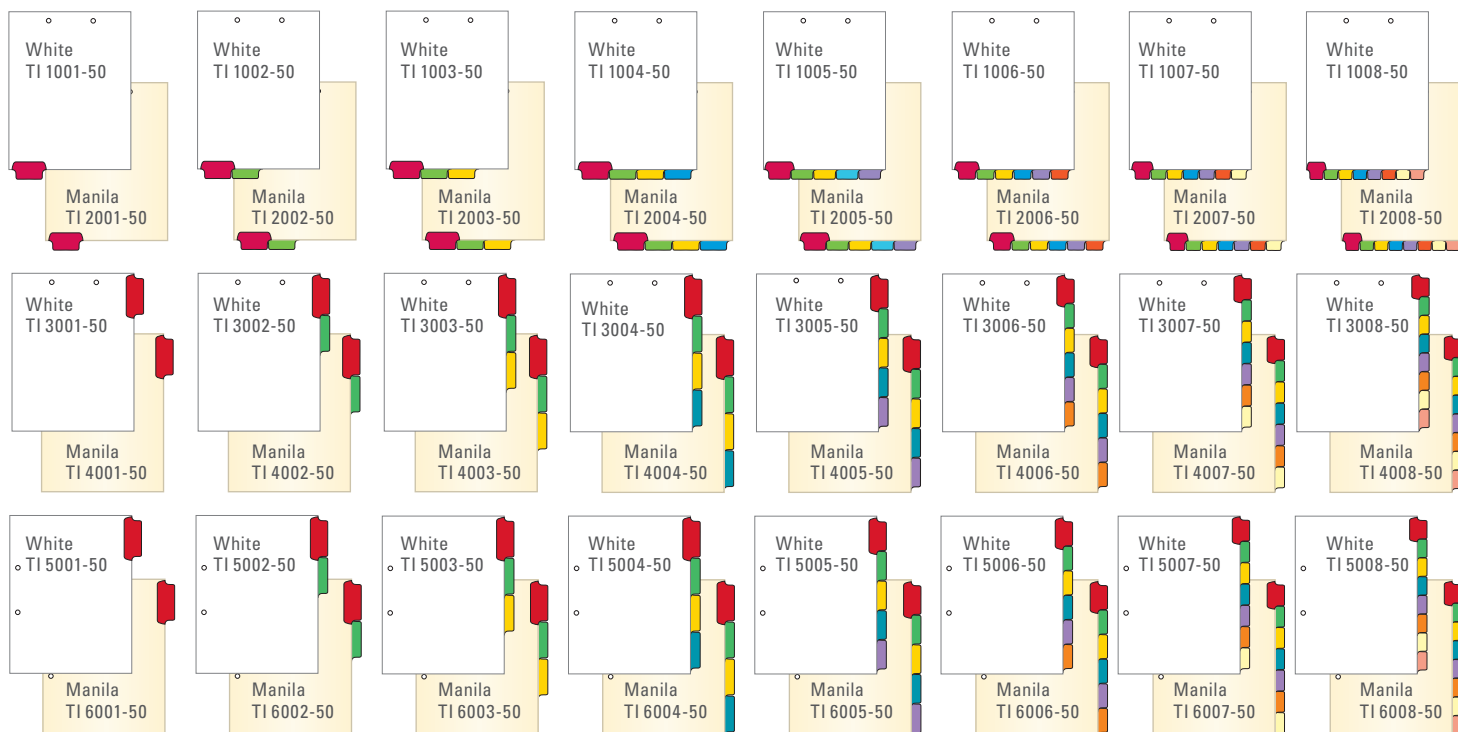 White
TI 1001-50
White
TI 1002-50
White
TI 1003-50
White
TI 1004-50
White
TI 1005-50
White
TI 1006-50
White
TI 1007-50
White
TI 1008-50
Manila
TI 2001-50
Manila
TI 2002-50
Manila
TI 2003-50
Manila
TI 2004-50
Manila
TI 2005-50
Manila
TI 2006-50
Manila
TI 2007-50
Manila
TI 2008-50
White
TI 3001-50
White
TI 3002-50
White
TI 3003-50
White
TI 3004-50
White
TI 3005-50
White
TI 3006-50
White
TI 3007-50
White
TI 3008-50
Manila
TI 4001-50
Manila
TI 4002-50
Manila
TI 4003-50
Manila
TI 4004-50
Manila
TI 4005-50
Manila
TI 4006-50
Manila
TI 4007-50
Manila
TI 4008-50
White
TI 5001-50
White
TI 5002-50
White
TI 5003-50
White
TI 5004-50
White
TI 5005-50
White
TI 5006-50
White
TI 5007-50
White
TI 5008-50
Manila
TI 6001-50
Manila
TI 6002-50
Manila
TI 6003-50
Manila
TI 6004-50
Manila
TI 6005-50
Manila
TI 6006-50
Manila
TI 6007-50
Manila
TI 6008-50